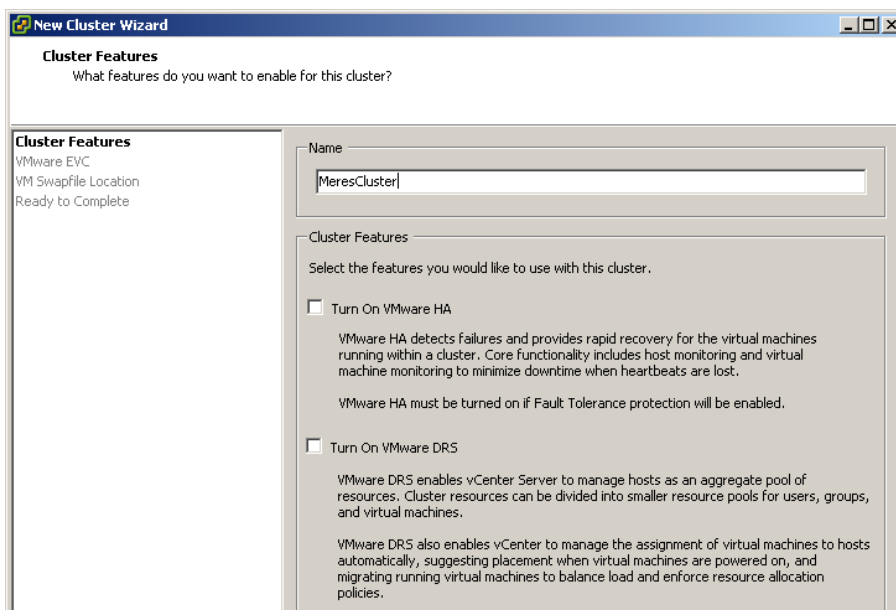 New Cluster Wizard
Cluster Features
What features do you want to enable for this cluster?
Cluster Features
VMware EVC
VM Swapfile Location
Ready to Complete
Name
MeresCluster
Cluster Features
Select the features you would like to use with this cluster.
Turn On VMware HA
VMware HA detects failures and provides rapid recovery for the virtual machines
running within a cluster. Core functionality includes host monitoring and virtual
machine monitoring to minimize downtime when heartbeats are lost.
VMware HA must be turned on if Fault Tolerance protection will be enabled.
Turn On VMware DRS
VMware DRS enables vCenter Server to manage hosts as an aggregate pool of
resources. Cluster resources can be divided into smaller resource pools for users, groups,
and virtual machines.
VMware DRS also enables vCenter to manage the assignment of virtual machines to hosts
automatically, suggesting placement when virtual machines are powered on, and
migrating running virtual machines to balance load and enforce resource allocation
policies.